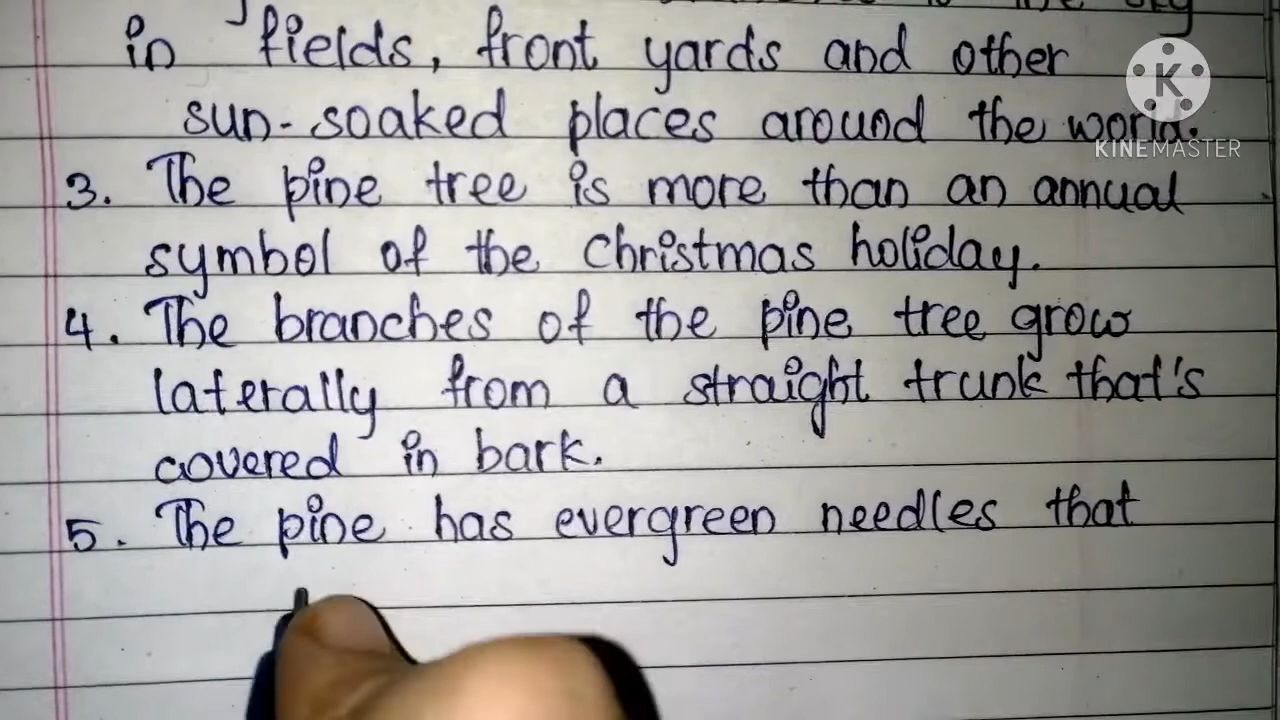 in fields, front yards and other
sun-soaked places around the world.
3. The pine tree is more than an annual
symbol of the Christmas holiday.
4. The branches of the pine tree grow
laterally from a straight trunk that's
covered in bark.
5. The pine has evergreen needles that
K
KINEMASTER